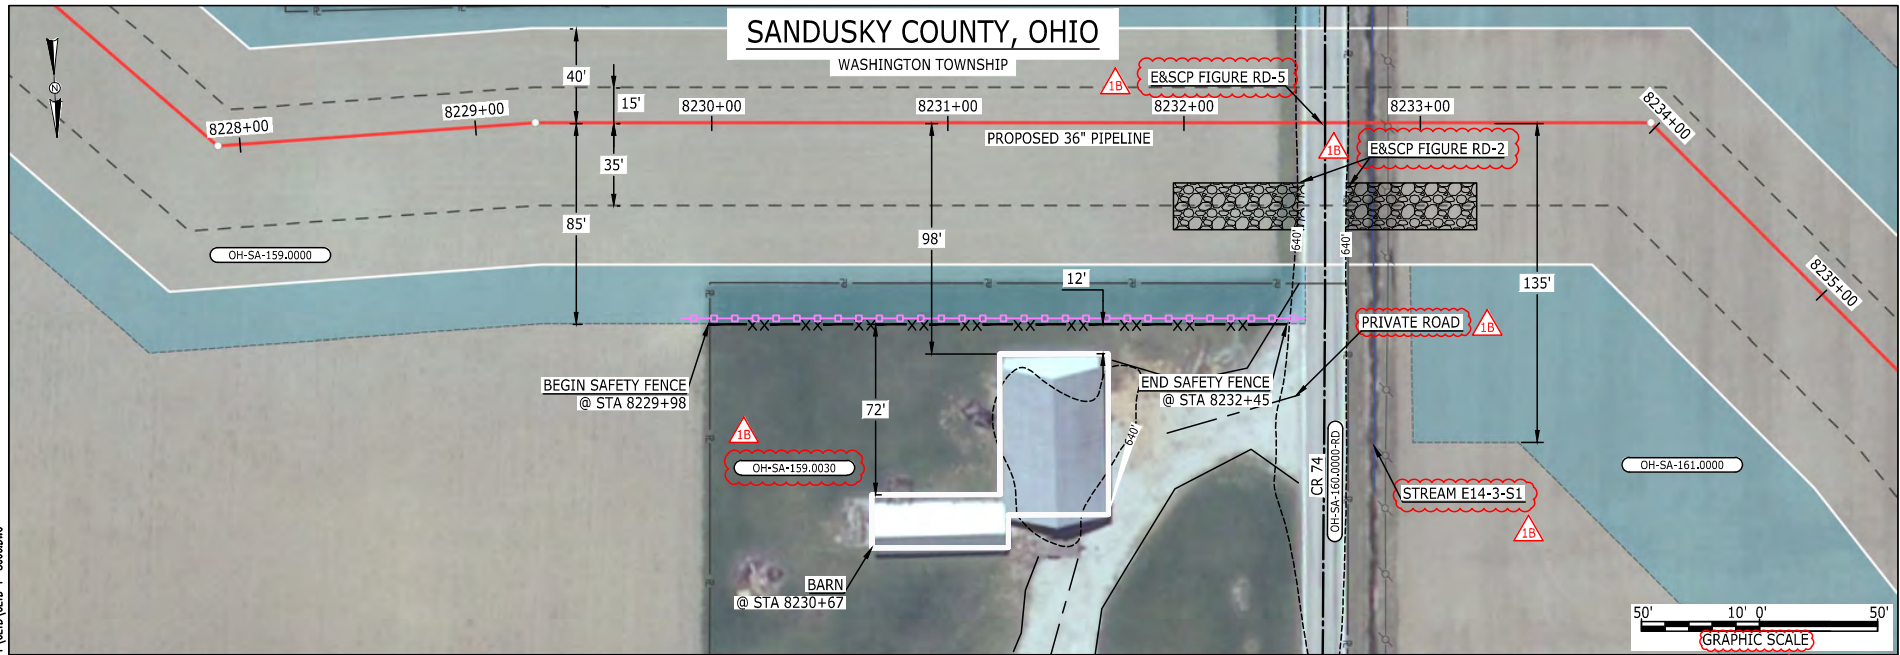 SANDUSKY COUNTY, OHIO
WASHINGTON TOWNSHIP
N
40'
15'
35'
85'
8228+00
8229+00
8230+00
8231+00
8232+00
8233+00
8234+00
8235+00
1B
E&SCP FIGURE RD-5
PROPOSED 36" PIPELINE
1B
E&SCP FIGURE RD-2
OH-SA-159.0000
98'
12'
640'
640'
135'
PRIVATE ROAD
1B
BEGIN SAFETY FENCE
@ STA 8229+98
72'
END SAFETY FENCE
@ STA 8232+45
640'
1B
OH-SA-159.0030
CR 74
OH-SA-160.0000-RD
OH-SA-161.0000
STREAM E14-3-S1
1B
BARN
@ STA 8230+67
50' 10' 0' 50'
GRAPHIC SCALE